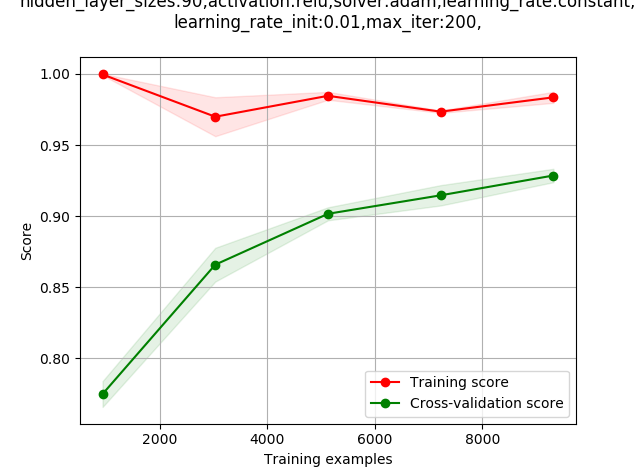 hidden_layer_sizes:90,activation:relu,solver:adam,learning_rate:constant,
learning_rate_init:0.01,max_iter:200,
1.00
0.95
0.90
0.85
0.80
Score
2000
4000
6000
8000
Training examples
Training score
Cross-validation score